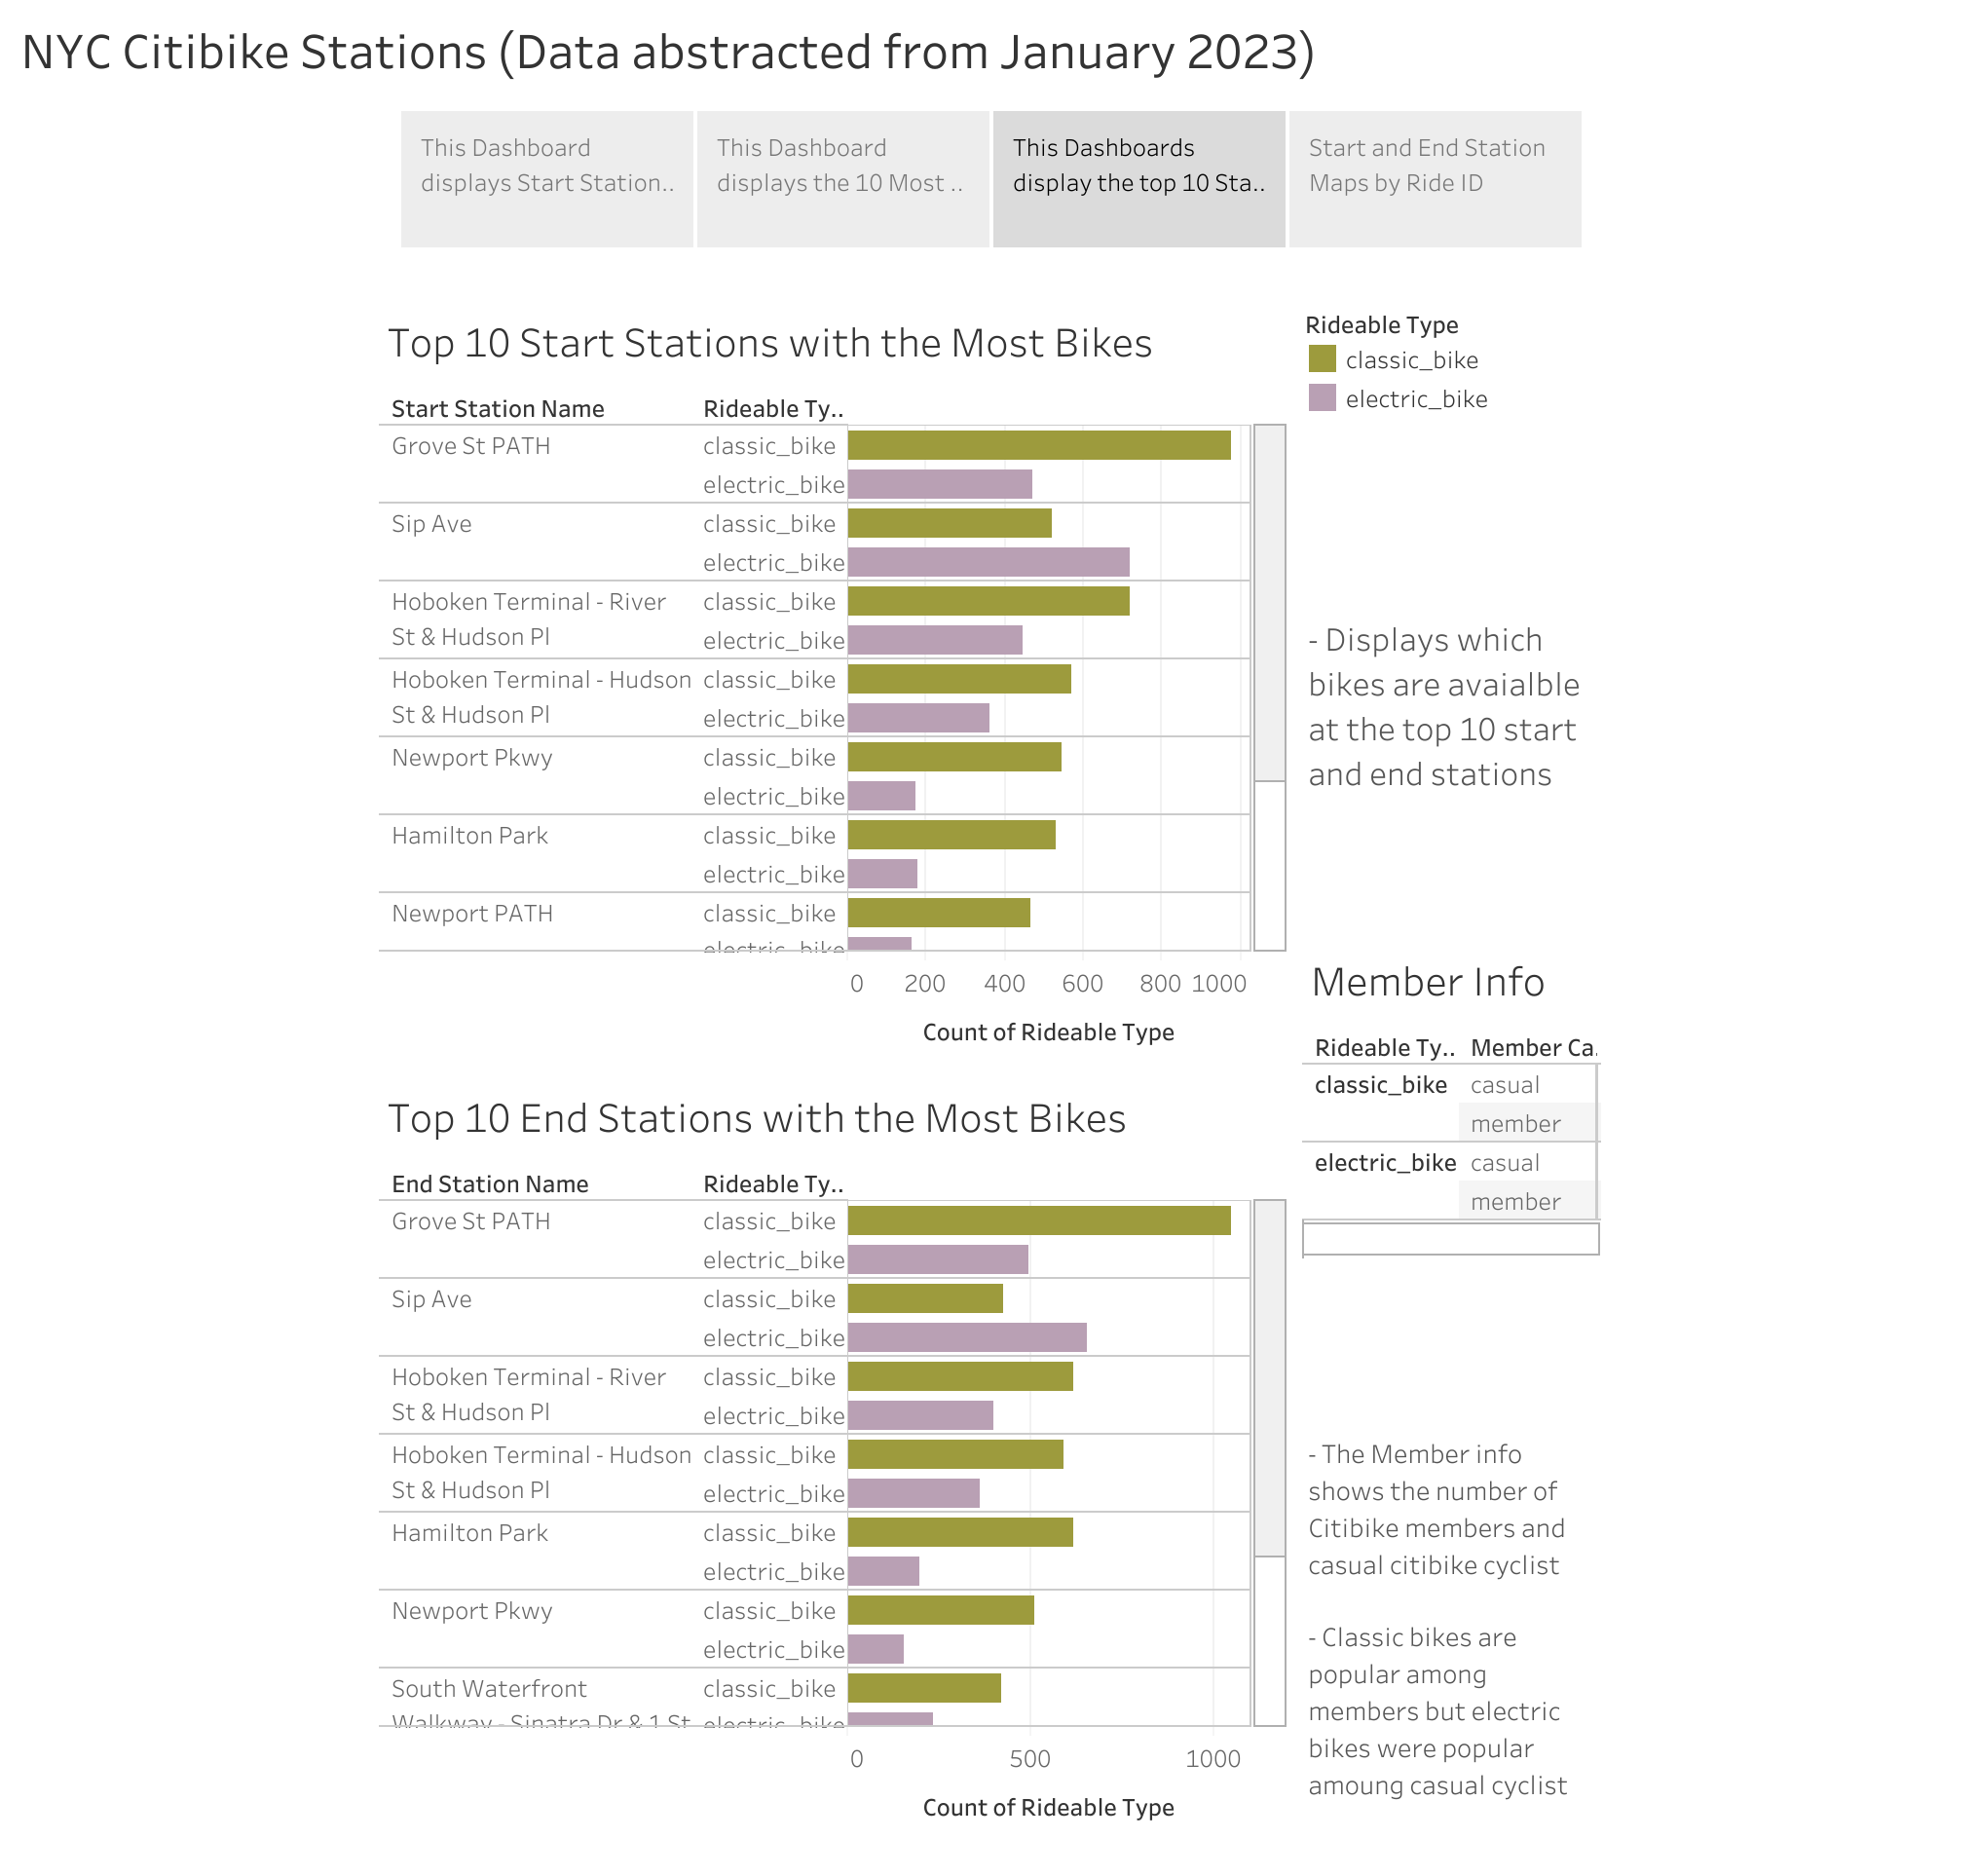 NYC Citibike Stations (Data abstracted from January 2023)
This Dashboard
displays Start Station..
This Dashboard
displays the 10 Most ..
This Dashboards
display the top 10 Sta..
Start and End Station
Maps by Ride ID
Top 10 Start Stations with the Most Bikes
Start Station Name Rideable Ty..
Grove St PATH classic_bike
electric_bike
Sip Ave classic_bike
electric_bike
Hoboken Terminal - River classic_bike
St & Hudson Pl electric_bike
Hoboken Terminal - Hudson classic_bike
St & Hudson Pl electric_bike
Newport Pkwy classic_bike
electric_bike
Hamilton Park classic_bike
electric_bike
Newport PATH classic_bike
electric_bike
0 200 400 600 800 1000
Count of Rideable Type
Rideable Type
classic_bike
electric_bike
- Displays which
bikes are avaialble
at the top 10 start
and end stations
Member Info
Rideable Ty.. Member Ca.
classic_bike casual
member
electric_bike casual
member
Top 10 End Stations with the Most Bikes
End Station Name Rideable Ty..
Grove St PATH classic_bike
electric_bike
Sip Ave classic_bike
electric_bike
Hoboken Terminal - River classic_bike
St & Hudson Pl electric_bike
Hoboken Terminal - Hudson classic_bike
St & Hudson Pl electric_bike
Hamilton Park classic_bike
electric_bike
Newport Pkwy classic_bike
electric_bike
South Waterfront classic_bike
Walkway - Sinatra Dr & 1 St electric_bike
0 500 1000
Count of Rideable Type
- The Member info
shows the number of
Citibike members and
casual citibike cyclist
- Classic bikes are
popular among
members but electric
bikes were popular
amoung casual cyclist